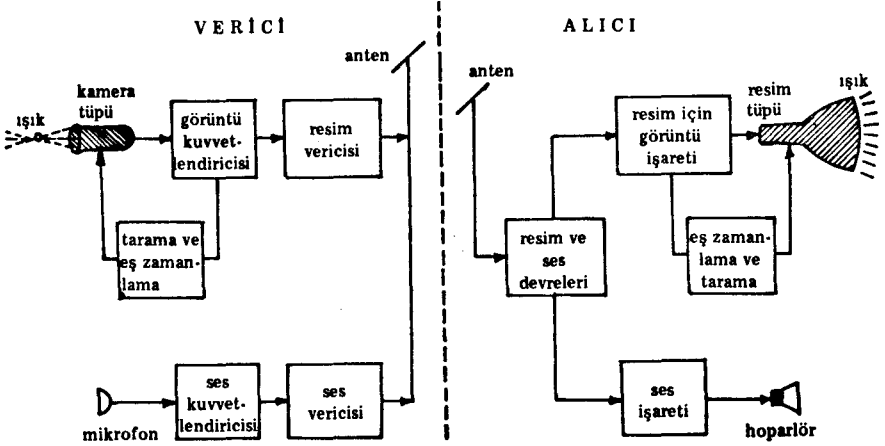 VERİCİ
ALICI
anten
kamera
tüpü
ışık
görüntü
kuvvet-
lendiricisi
resim
vericisi
tarama ve
eş zaman-
lama
mikrofon
ses
kuvvet-
lendiricisi
ses
vericisi
anten
resim için
görüntü
işareti
resim
tüpü
ışık
resim ve
ses
devreleri
eş zaman-
lama ve
tarama
ses
işareti
hoparlör